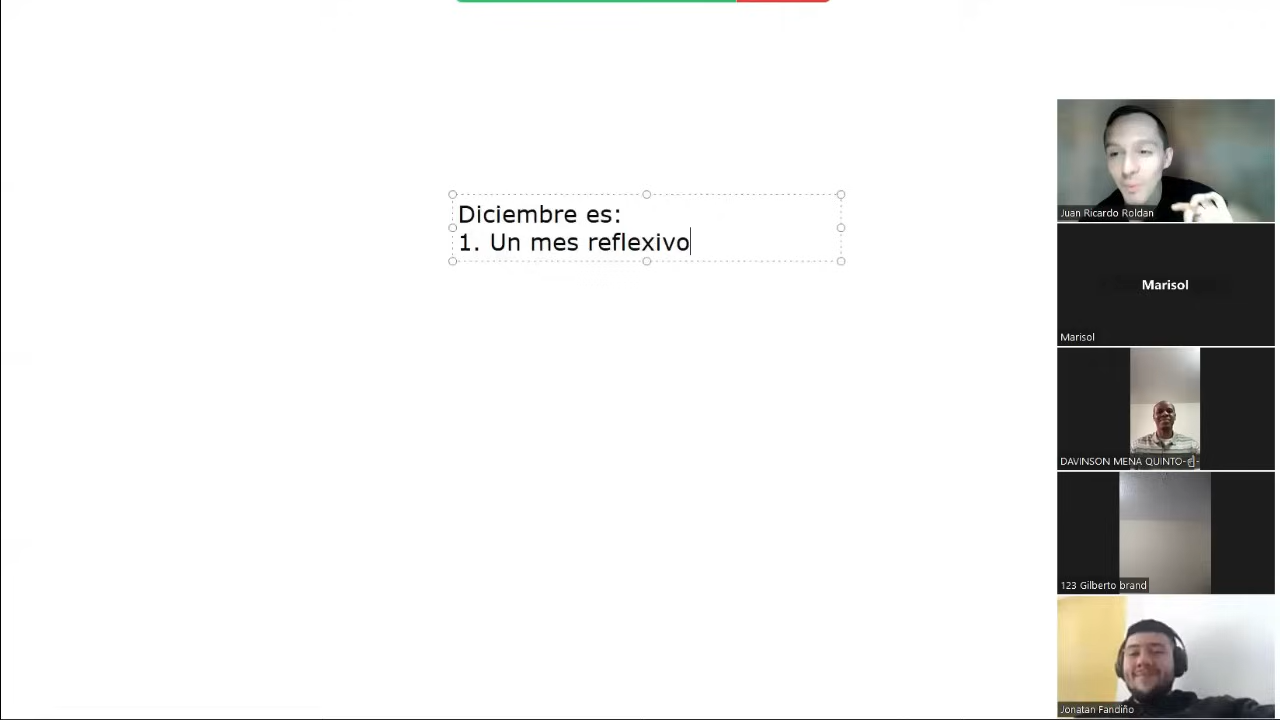 Diciembre es:
1. Un mes reflexivo
Juan Ricardo Roldan
Marisol
Marisol
DAVINSON MENA QUINTO-
123 Gilberto brand
Jonatan Fandiño